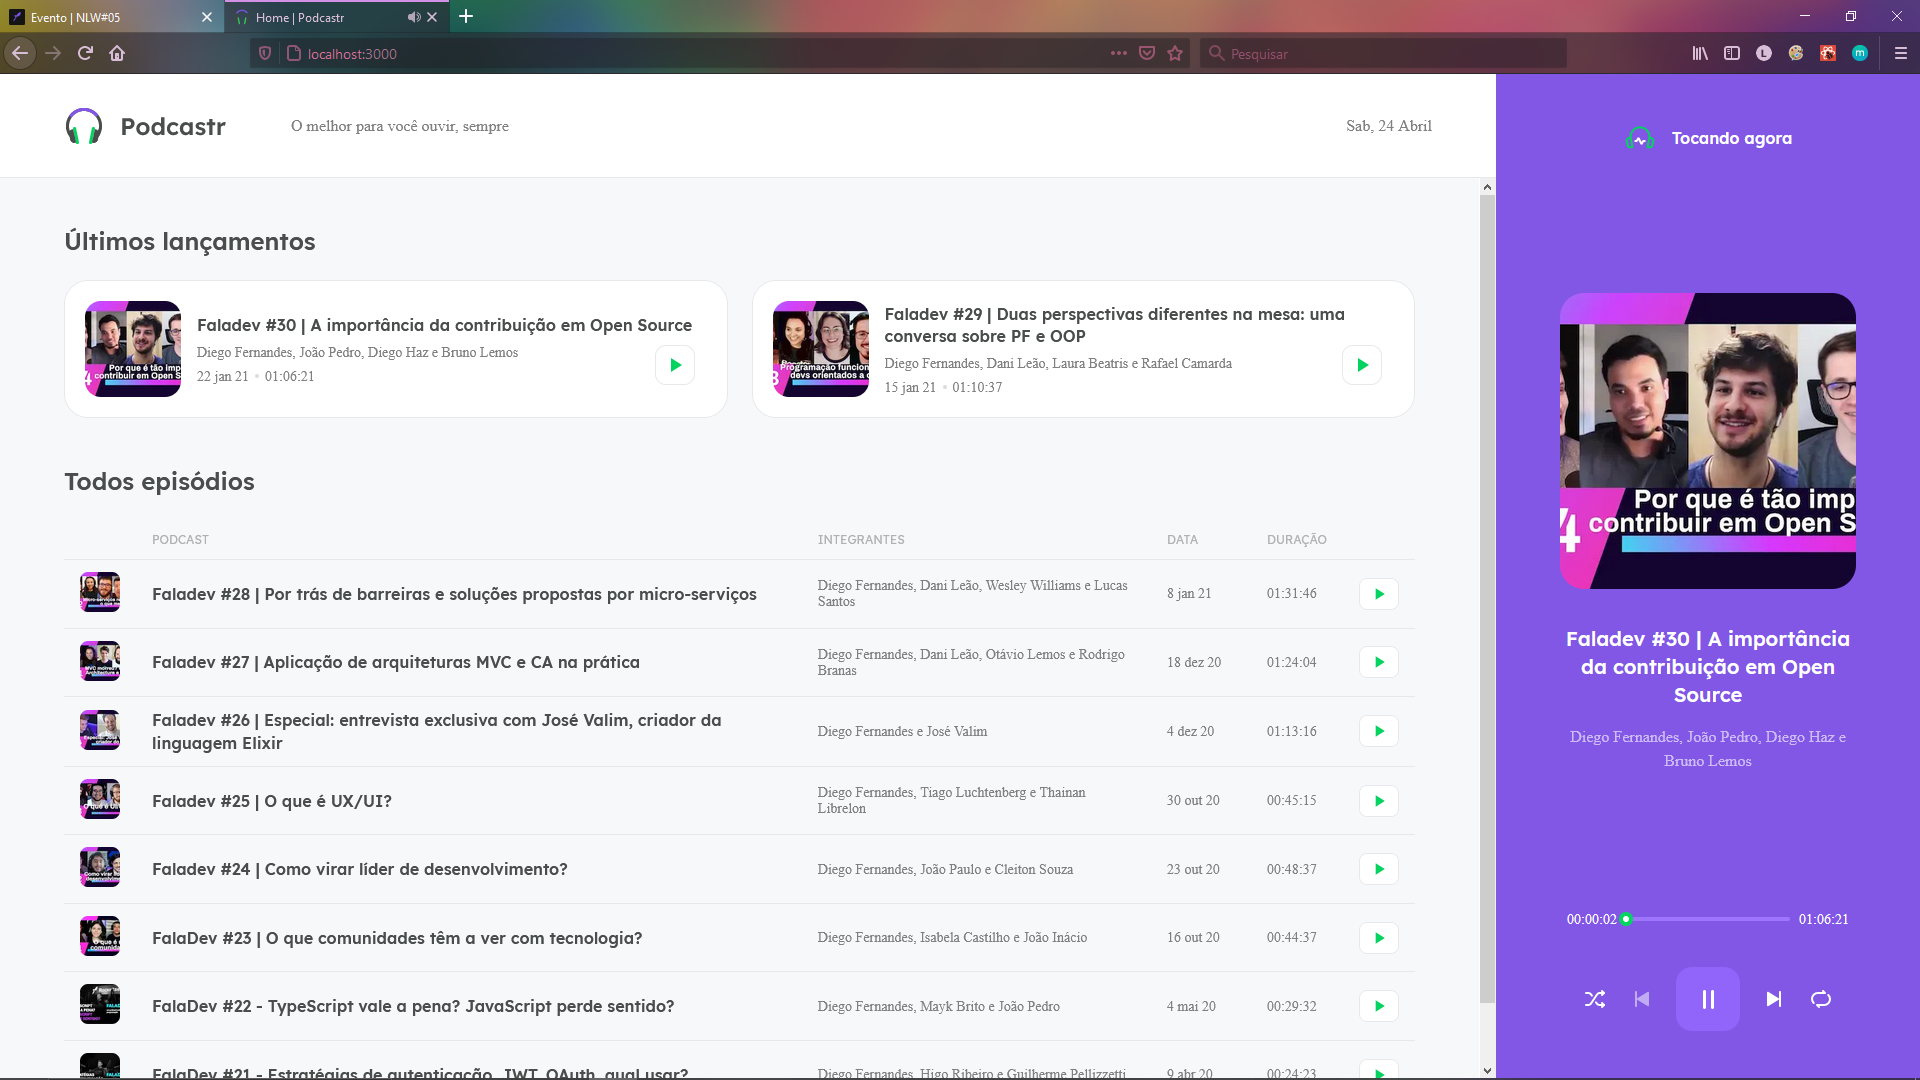 Evento | NLW#05
Home | Podcastr
localhost:3000
Pesquisar
Podcastr
O melhor para você ouvir, sempre
Sab, 24 Abril
Tocando agora
Últimos lançamentos
Faladev #30 | A importância da contribuição em Open Source
Diego Fernandes, João Pedro, Diego Haz e Bruno Lemos
22 jan 21
01:06:21
Por que é tão imp
contribuir em Open S
4
Faladev #29 | Duas perspectivas diferentes na mesa: uma
conversa sobre PF e OOP
Diego Fernandes, Dani Leão, Laura Beatris e Rafael Camarda
15 jan 21
01:10:37
Programação funcion
devs orientados a
Todos episódios
PODCAST
INTEGRANTES
DATA
DURAÇÃO
Faladev #28 | Por trás de barreiras e soluções propostas por micro-serviços
Diego Fernandes, Dani Leão, Wesley Williams e Lucas
Santos
8 jan 21
01:31:46
Faladev #27 | Aplicação de arquiteturas MVC e CA na prática
Diego Fernandes, Dani Leão, Otávio Lemos e Rodrigo
Branas
18 dez 20
01:24:04
Faladev #26 | Especial: entrevista exclusiva com José Valim, criador da
linguagem Elixir
Diego Fernandes e José Valim
4 dez 20
01:13:16
Faladev #25 | O que é UX/UI?
Diego Fernandes, Tiago Luchtenberg e Thainan
Librelon
30 out 20
00:45:15
Faladev #24 | Como virar líder de desenvolvimento?
Diego Fernandes, João Paulo e Cleiton Souza
23 out 20
00:48:37
FalaDev #23 | O que comunidades têm a ver com tecnologia?
Diego Fernandes, Isabela Castilho e João Inácio
16 out 20
00:44:37
FalaDev #22 - TypeScript vale a pena? JavaScript perde sentido?
Diego Fernandes, Mayk Brito e João Pedro
4 mai 20
00:29:32
FalaDev #21 - Estratégias de autenticação, JWT, OAuth, qual usar?
Diego Fernandes, Higo Ribeiro e Guilherme Pellizzetti
9 abr 20
00:24:23
Por que é tão imp
contribuir em Open S
4
Faladev #30 | A importância
da contribuição em Open
Source
Diego Fernandes, João Pedro, Diego Haz e
Bruno Lemos
00:00:02
01:06:21